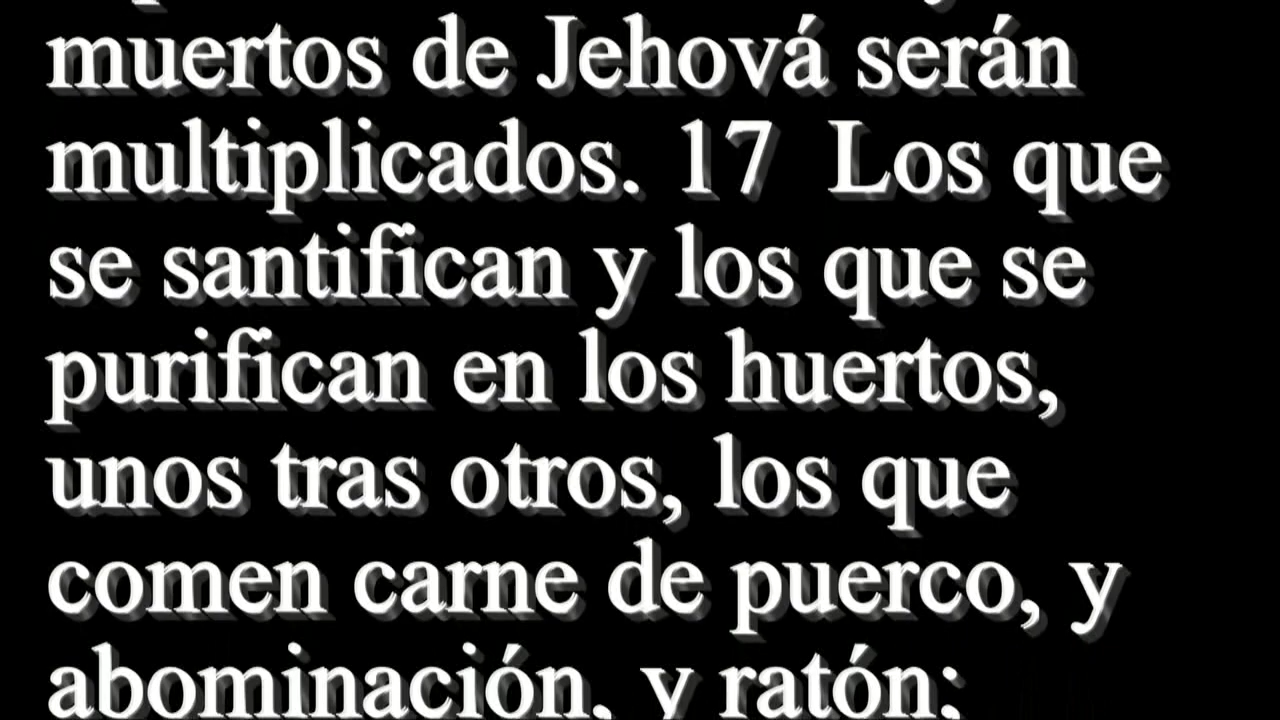 muertos de Jehová serán
multiplicados. 17 Los que
se santifican y los que se
purifican en los huertos,
unos tras otros, los que
comen carne de puerco, y
abominación, y ratón;